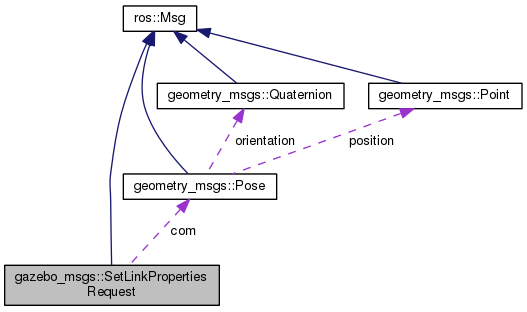 ros::Msg
geometry_msgs::Quaternion
geometry_msgs::Point
orientation
position
geometry_msgs::Pose
com
gazebo_msgs::SetLinkProperties
Request